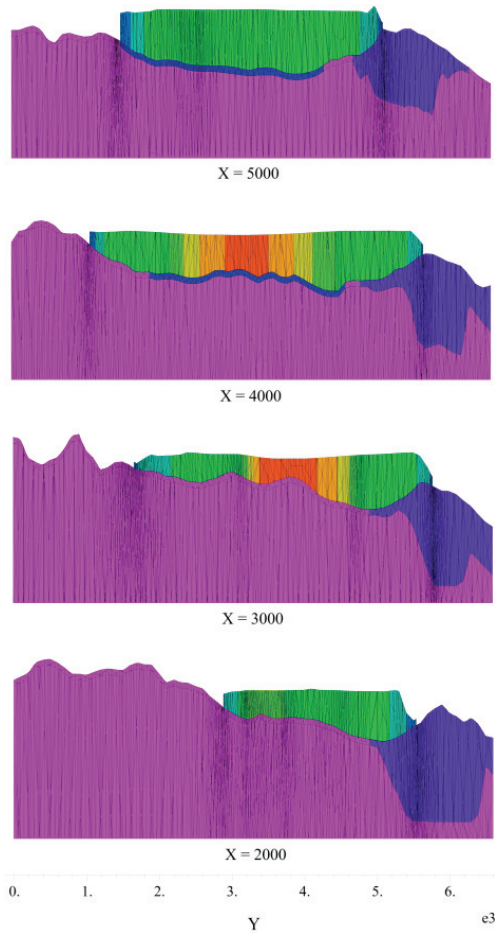 X = 5000
X = 4000
X = 3000
X = 2000
0. 1. 2. 3. 4. 5. 6.
e3
Y